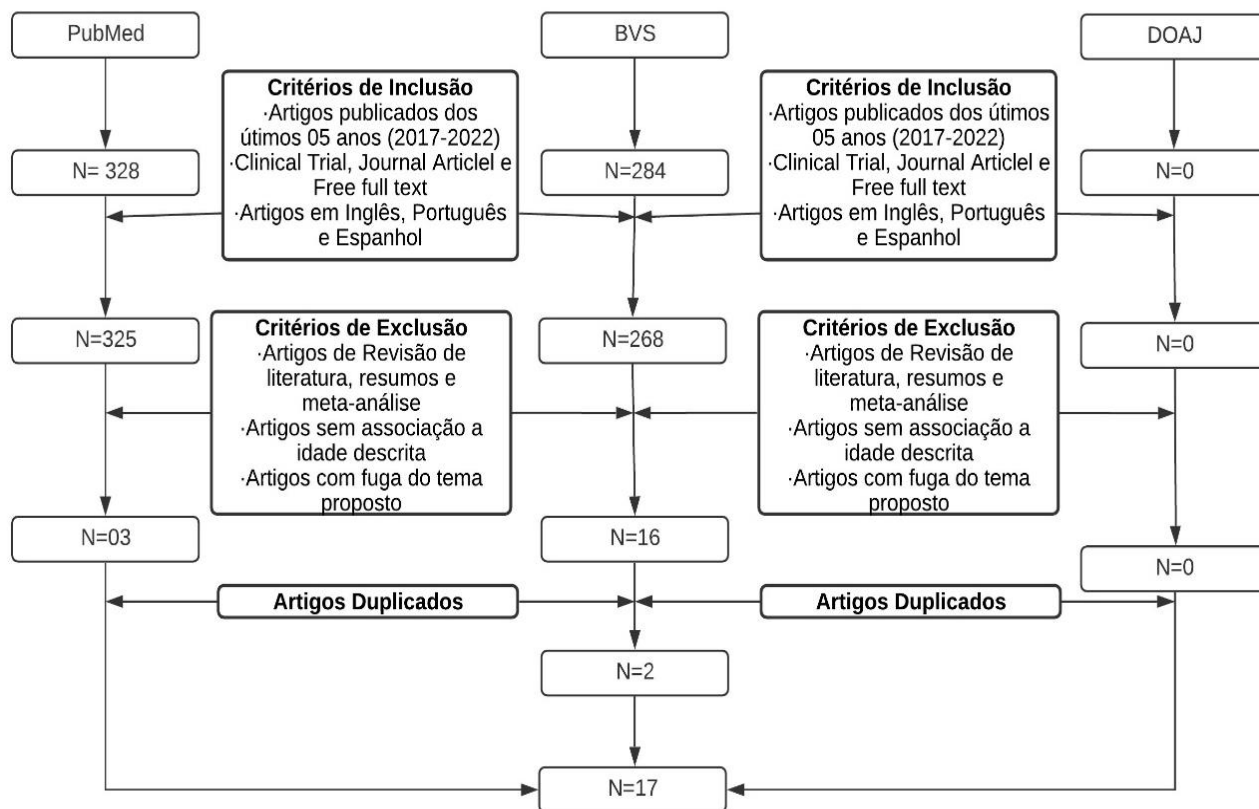 PubMed
BVS
DOAJ
Critérios de Inclusão
·Artigos publicados dos
útimos 05 anos (2017-2022)
·Clinical Trial, Journal Articlel e
Free full text
·Artigos em Inglês, Português
e Espanhol
Critérios de Inclusão
·Artigos publicados dos
útimos 05 anos (2017-2022)
·Clinical Trial, Journal Articlel e
Free full text
·Artigos em Inglês, Português
e Espanhol
N= 328
N=284
N=0
N=325
Critérios de Exclusão
·Artigos de Revisão de
literatura, resumos e
meta-análise
·Artigos sem associação a
idade descrita
·Artigos com fuga do tema
proposto
N=268
Critérios de Exclusão
·Artigos de Revisão de
literatura, resumos e
meta-análise
·Artigos sem associação a
idade descrita
·Artigos com fuga do tema
proposto
N=0
N=03
N=16
N=0
Artigos Duplicados
Artigos Duplicados
N=2
N=17